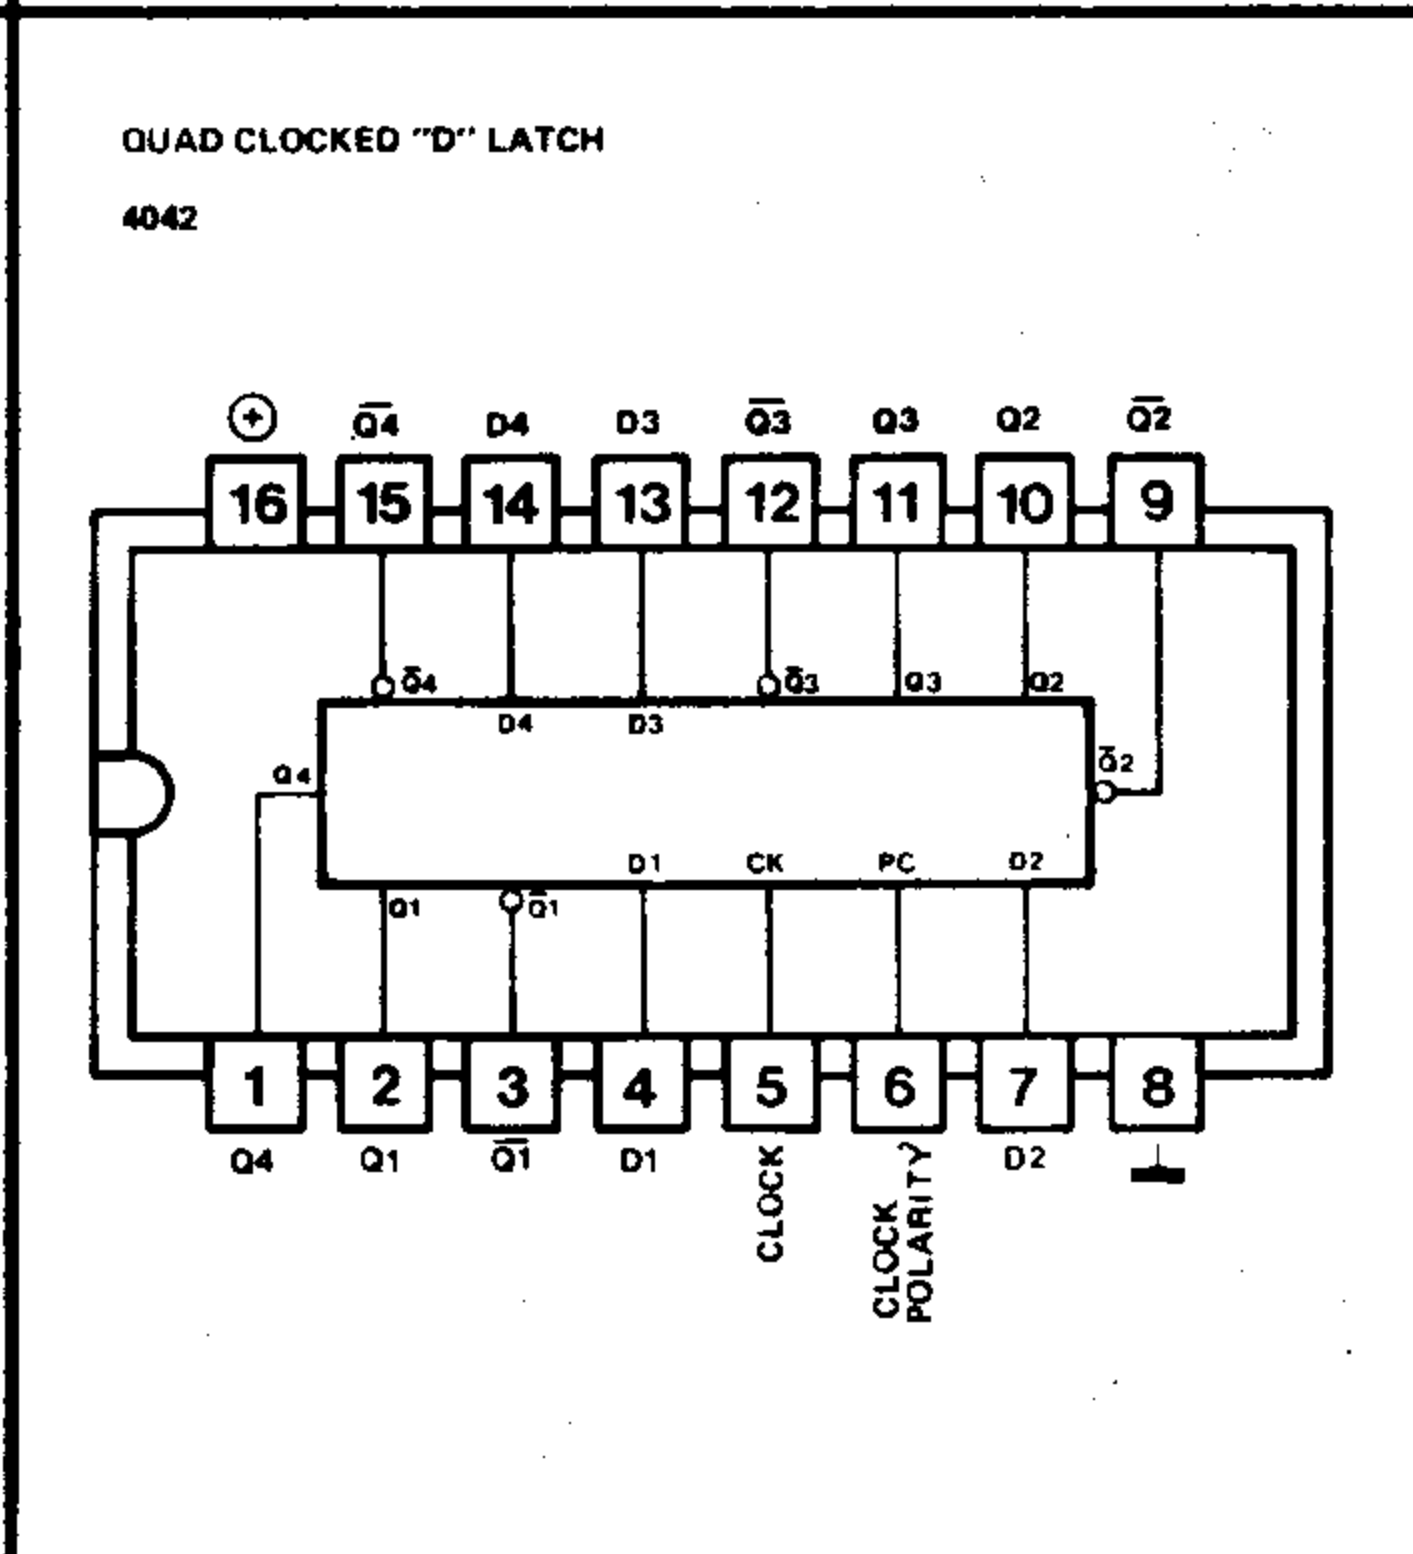 QUAD CLOCKED "D" LATCH
4042
+ Q̅4̅ D4 D3 Q̅3̅ Q3 Q2 Q̅2̅
16 15 14 13 12 11 10 9
Q̅4 Q̅3 Q3 Q2
D4 D3
Q4 Q̅2
D1 CK PC D2
Q1 Q̅1
1 2 3 4 5 6 7 8
Q4 Q1 Q̅1̅ D1 CLOCK CLOCK POLARITY D2